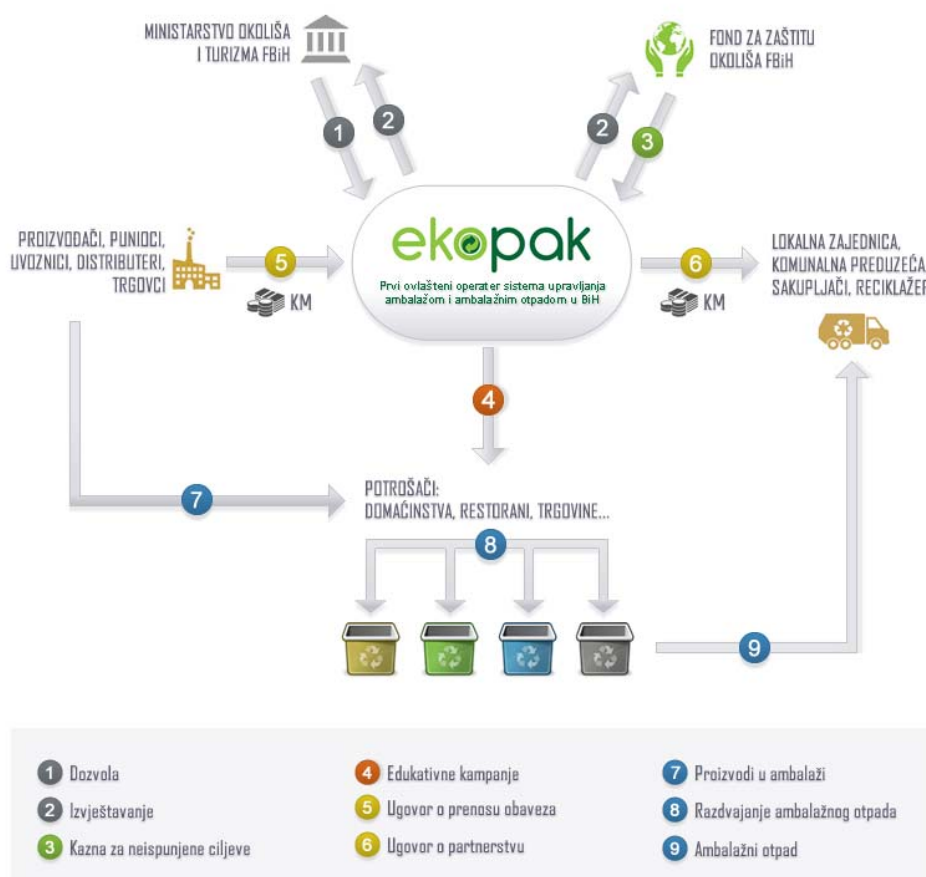 MINISTARSTVO OKOLIŠA
I TURIZMA FBiH
FOND ZA ZAŠTITU
OKOLIŠA FBiH
1
2
2
3
ekopak
Prvi ovlašteni operater sistema upravljanja
ambalažom i ambalažnim otpadom u BiH
PROIZVOĐAČI, PUNIOCI,
UVOZNICI, DISTRIBUTERI,
TRGOVCI
5
KM
6
KM
LOKALNA ZAJEDNICA,
KOMUNALNA PREDUZEĆA
SAKUPLJAČI, RECIKLAŽER
4
7
POTROŠAČI:
DOMAĆINSTVA, RESTORANI, TRGOVINE...
8
9
1 Dozvola
2 Izvještavanje
3 Kazna za neispunjene ciljeve
4 Edukativne kampanje
5 Ugovor o prenosu obaveza
6 Ugovor o partnerstvu
7 Proizvodi u ambalaži
8 Razdvajanje ambalažnog otpada
9 Ambalažni otpad